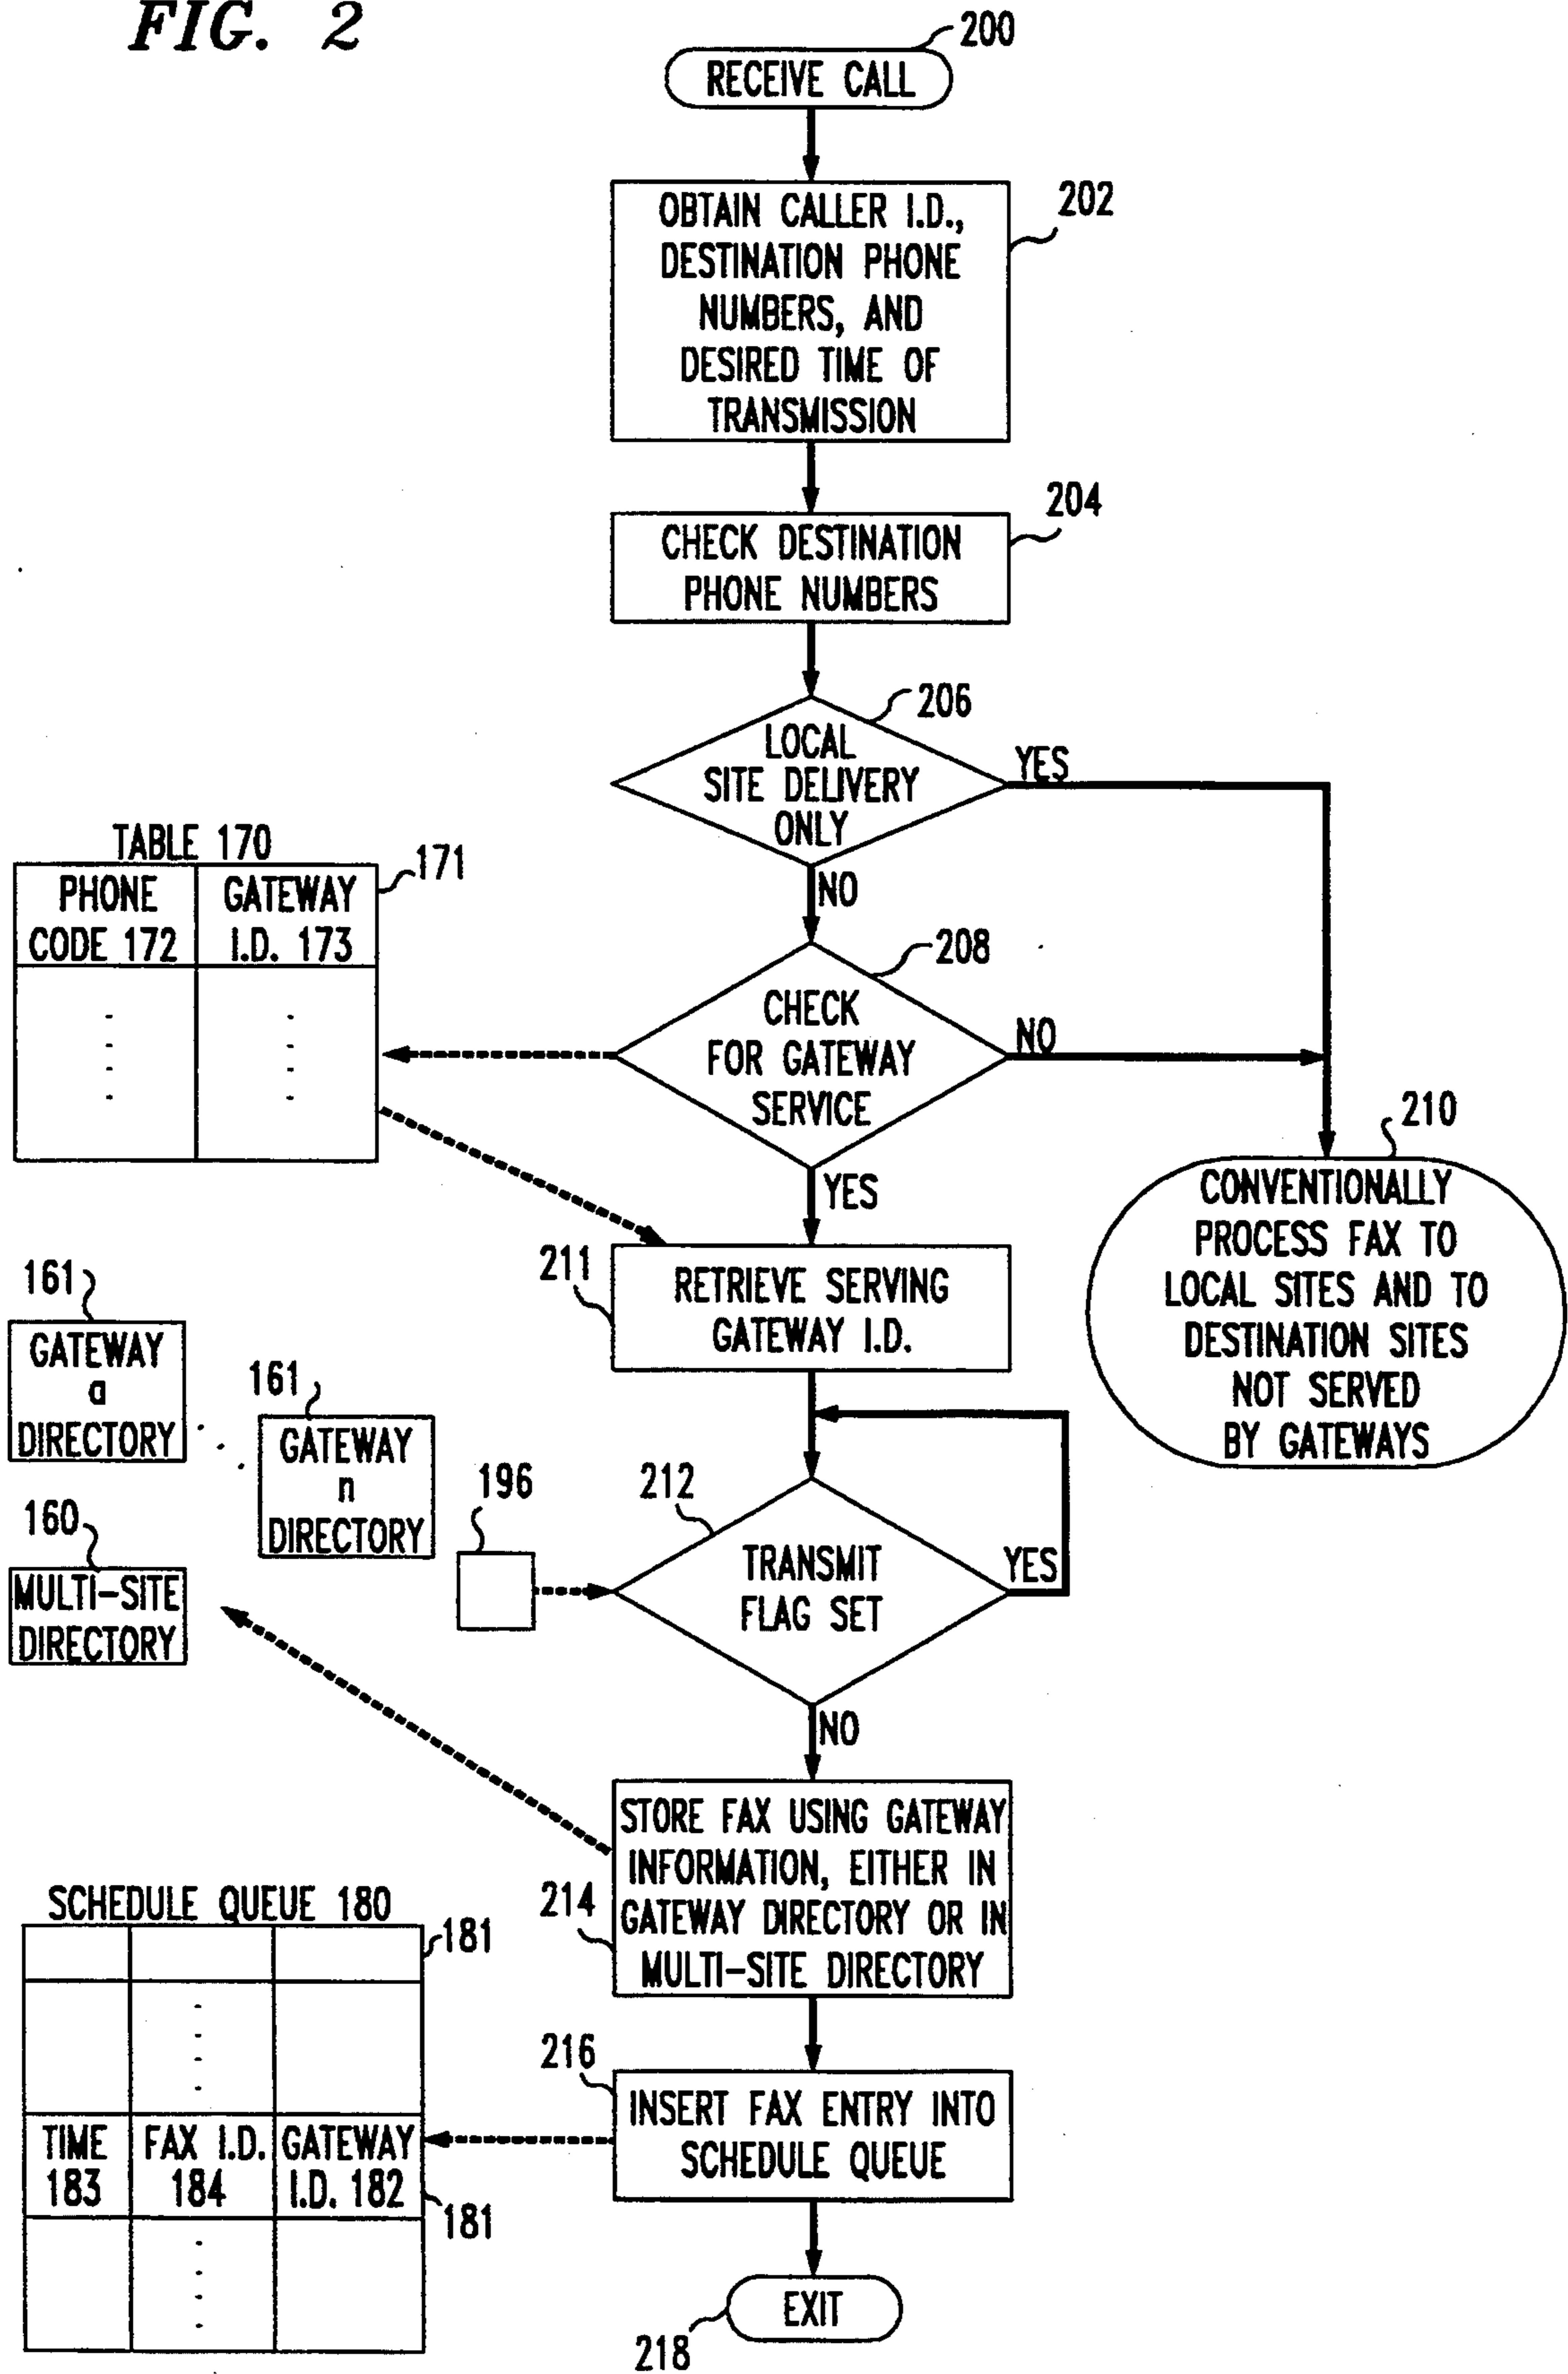 FIG. 2
200
RECEIVE CALL
202
OBTAIN CALLER I.D.,
DESTINATION PHONE
NUMBERS, AND
DESIRED TIME OF
TRANSMISSION
204
CHECK DESTINATION
PHONE NUMBERS
206
LOCAL
SITE DELIVERY
ONLY
YES
NO
TABLE 170
171
PHONE
CODE 172
GATEWAY
I.D. 173
208
CHECK
FOR GATEWAY
SERVICE
NO
YES
210
CONVENTIONALLY
PROCESS FAX TO
LOCAL SITES AND TO
DESTINATION SITES
NOT SERVED
BY GATEWAYS
211
RETRIEVE SERVING
GATEWAY I.D.
161
GATEWAY
a
DIRECTORY
161
GATEWAY
n
DIRECTORY
160
MULTI-SITE
DIRECTORY
196
212
TRANSMIT
FLAG SET
YES
NO
214
STORE FAX USING GATEWAY
INFORMATION, EITHER IN
GATEWAY DIRECTORY OR IN
MULTI-SITE DIRECTORY
SCHEDULE QUEUE 180
181
TIME
183
FAX I.D.
184
GATEWAY
I.D. 182
181
216
INSERT FAX ENTRY INTO
SCHEDULE QUEUE
EXIT
218